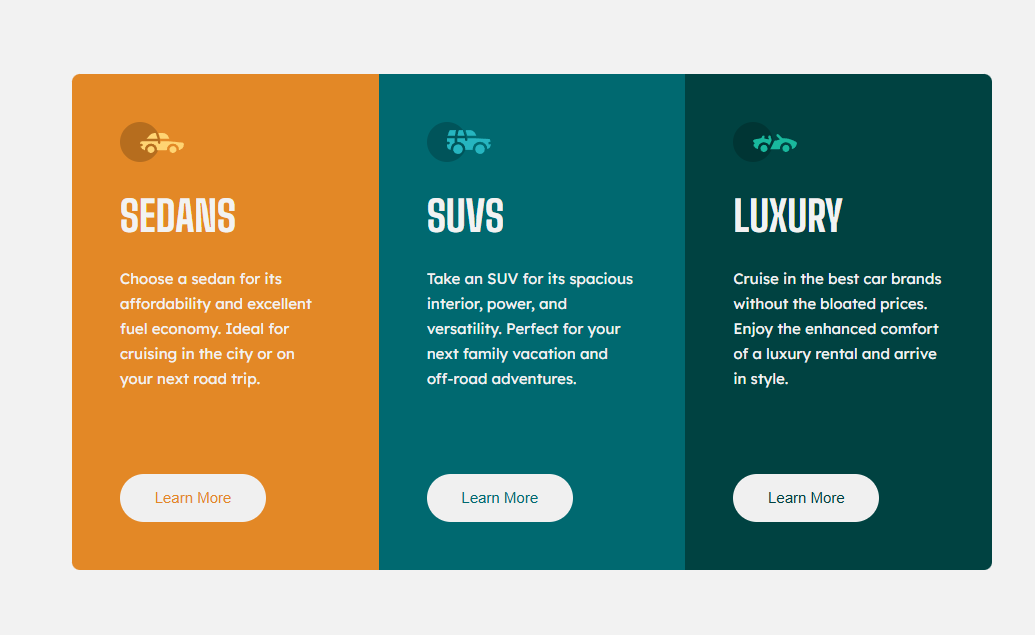 SEDANS
Choose a sedan for its
affordability and excellent
fuel economy. Ideal for
cruising in the city or on
your next road trip.
Learn More
SUVS
Take an SUV for its spacious
interior, power, and
versatility. Perfect for your
next family vacation and
off-road adventures.
Learn More
LUXURY
Cruise in the best car brands
without the bloated prices.
Enjoy the enhanced comfort
of a luxury rental and arrive
in style.
Learn More